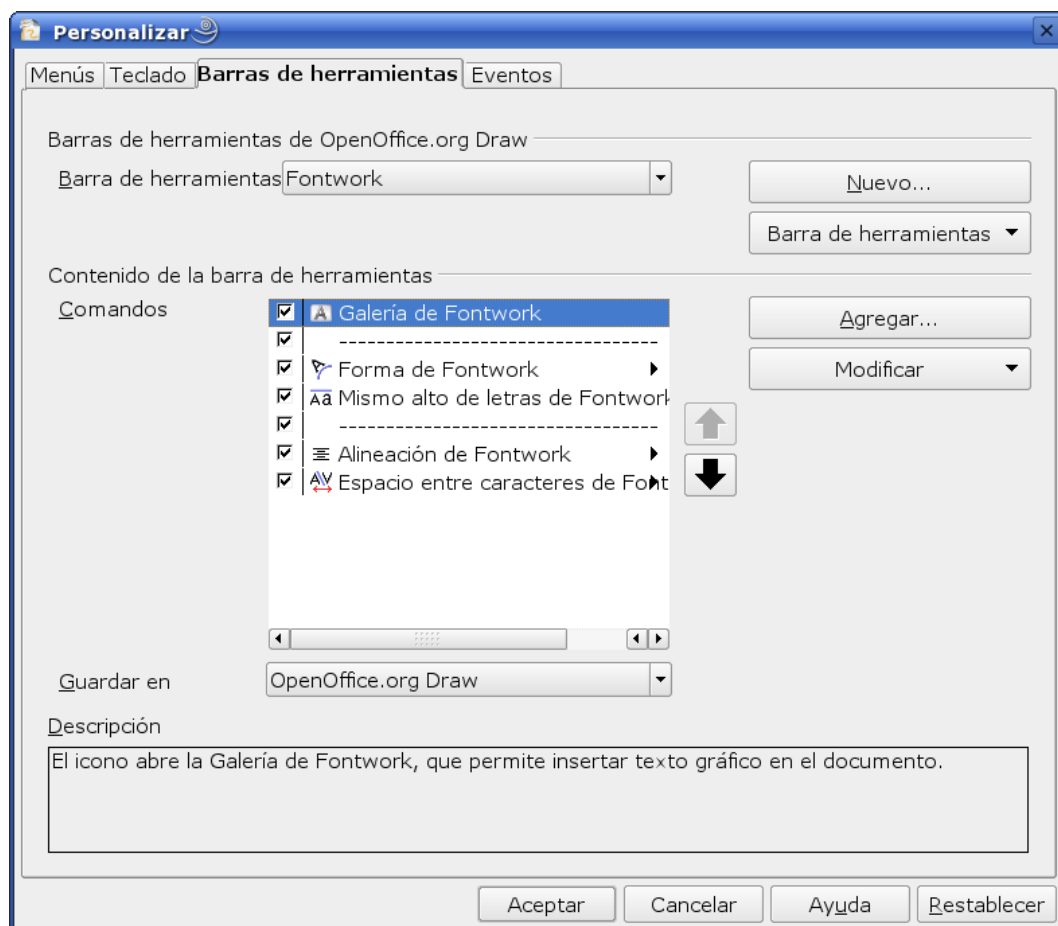 Personalizar
Menús Teclado Barras de herramientas Eventos
Barras de herramientas de OpenOffice.org Draw
Barra de herramientas Fontwork
Nuevo...
Barra de herramientas
Contenido de la barra de herramientas
Comandos
Galería de Fontwork
Agregar...
---------------------------------
Forma de Fontwork
Modificar
Mismo alto de letras de Fontwork
---------------------------------
Alineación de Fontwork
Espacio entre caracteres de Font
Guardar en OpenOffice.org Draw
Descripción
El icono abre la Galería de Fontwork, que permite insertar texto gráfico en el documento.
Aceptar Cancelar Ayuda Restablecer